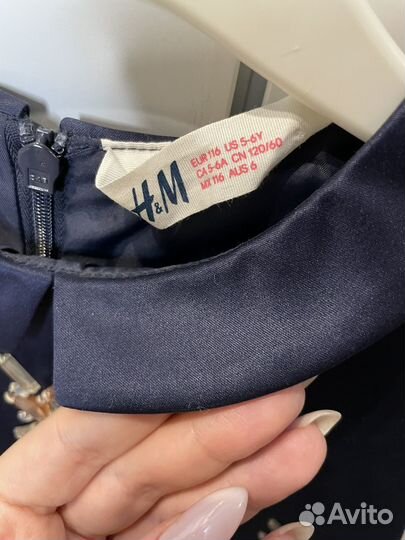 H&M
EUR 116 US 5-6Y
CA 5-6A CN 120/60
MX 116 AUS 6
Avito